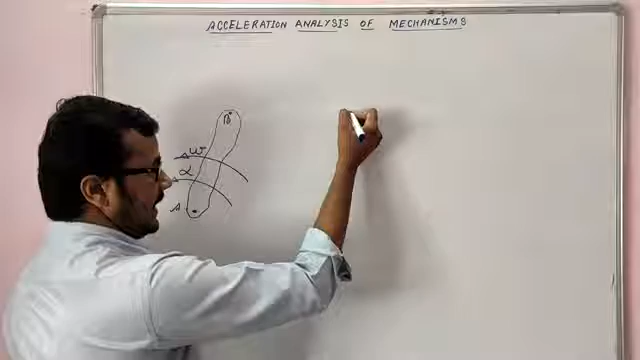 ACCELERATION ANALYSIS OF MECHANISMS
B
ω
α
A